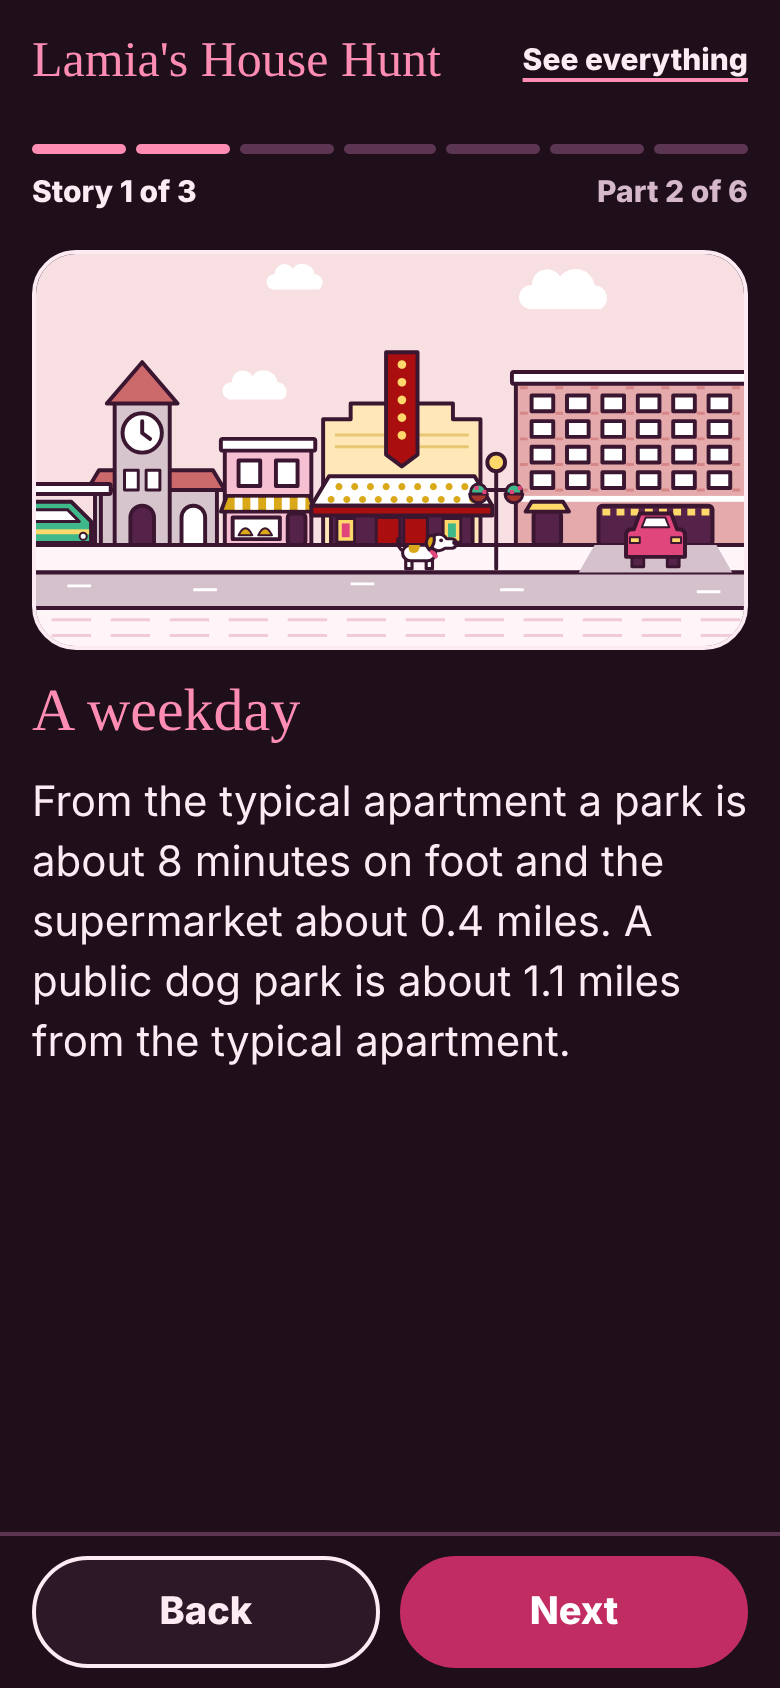 Lamia's House Hunt
See everything
Story 1 of 3
Part 2 of 6
A weekday
From the typical apartment a park is
about 8 minutes on foot and the
supermarket about 0.4 miles. A
public dog park is about 1.1 miles
from the typical apartment.
Back
Next